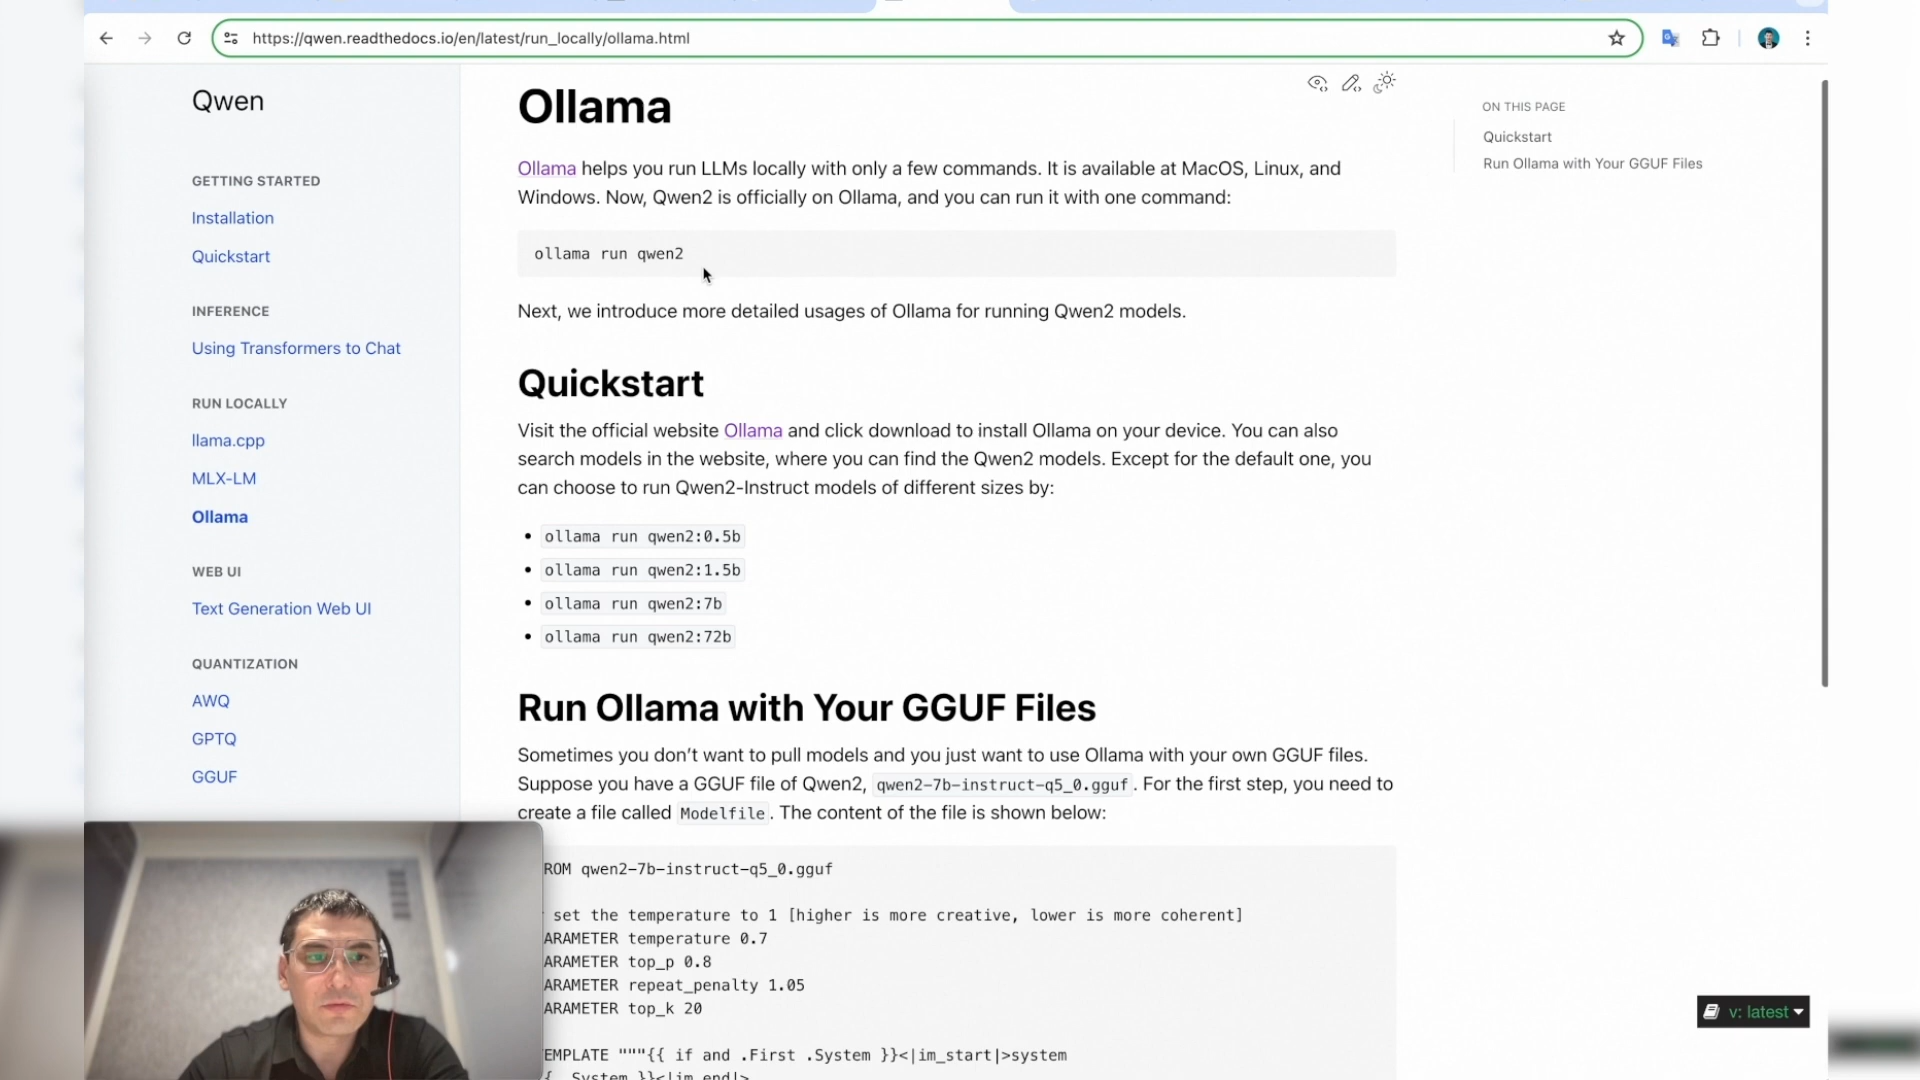 https://qwen.readthedocs.io/en/latest/run_locally/ollama.html
Qwen
GETTING STARTED
Installation
Quickstart
INFERENCE
Using Transformers to Chat
RUN LOCALLY
llama.cpp
MLX-LM
Ollama
WEB UI
Text Generation Web UI
QUANTIZATION
AWQ
GPTQ
GGUF
Ollama
Ollama helps you run LLMs locally with only a few commands. It is available at MacOS, Linux, and
Windows. Now, Qwen2 is officially on Ollama, and you can run it with one command:
ollama run qwen2
Next, we introduce more detailed usages of Ollama for running Qwen2 models.
Quickstart
Visit the official website Ollama and click download to install Ollama on your device. You can also
search models in the website, where you can find the Qwen2 models. Except for the default one, you
can choose to run Qwen2-Instruct models of different sizes by:
• ollama run qwen2:0.5b
• ollama run qwen2:1.5b
• ollama run qwen2:7b
• ollama run qwen2:72b
Run Ollama with Your GGUF Files
Sometimes you don’t want to pull models and you just want to use Ollama with your own GGUF files.
Suppose you have a GGUF file of Qwen2, qwen2-7b-instruct-q5_0.gguf. For the first step, you need to
create a file called Modelfile. The content of the file is shown below:
ROM qwen2-7b-instruct-q5_0.gguf
set the temperature to 1 [higher is more creative, lower is more coherent]
ARAMETER temperature 0.7
ARAMETER top_p 0.8
ARAMETER repeat_penalty 1.05
ARAMETER top_k 20
EMPLATE """{{ if and .First .System }}<|im_start|>system
{ .System }}<|im_end|>
ON THIS PAGE
Quickstart
Run Ollama with Your GGUF Files
v: latest